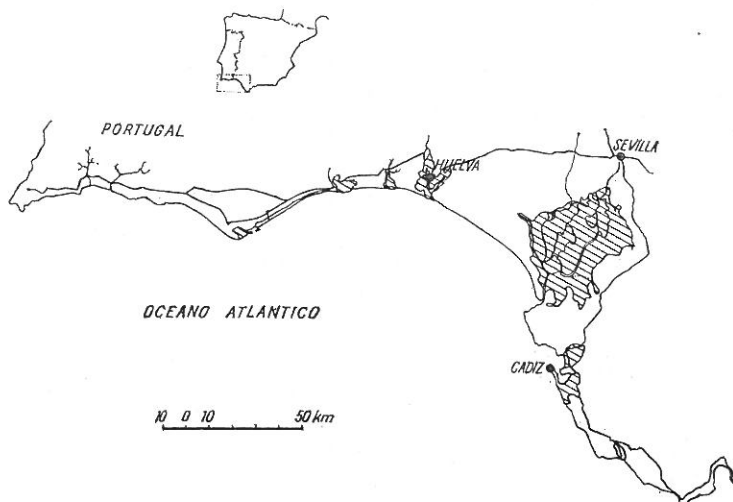 PORTUGAL
SEVILLA
HUELVA
OCEANO ATLANTICO
CADIZ
10 0 10 50 km